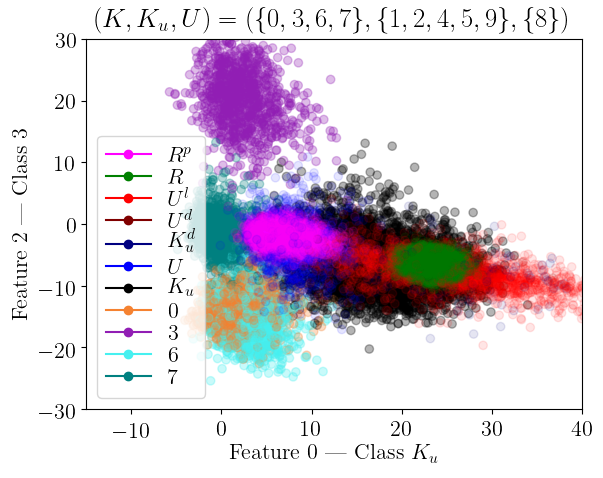 (K, K_u, U) = ({0, 3, 6, 7}, {1, 2, 4, 5, 9}, {8})
30
20
10
0
−10
−20
−30
Feature 2 — Class 3
R^p
R
U^l
U^d
K_u^d
U
K_u
0
3
6
7
−10 0 10 20 30 40
Feature 0 — Class K_u